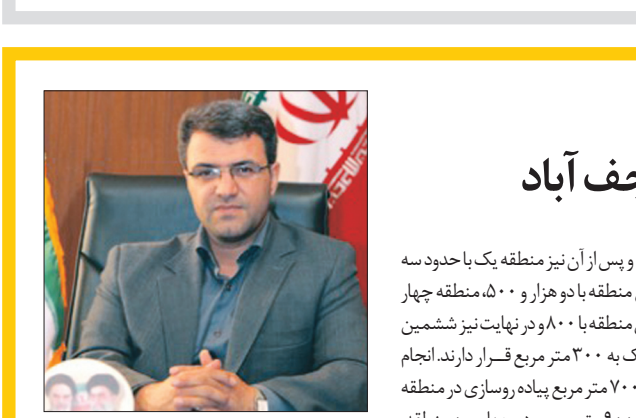 جف آباد
و پس از آن نیز منطقه یک با حدود سه
منطقه با دو هزار و ۵۰۰، منطقه چهار
منطقه با ۸۰۰ و در نهایت نیز ششمین
ک به ۳۰۰ متر مربع قــرار دارند. انجام
۷۰۰ متر مربع پیاده روسازی در منطقه